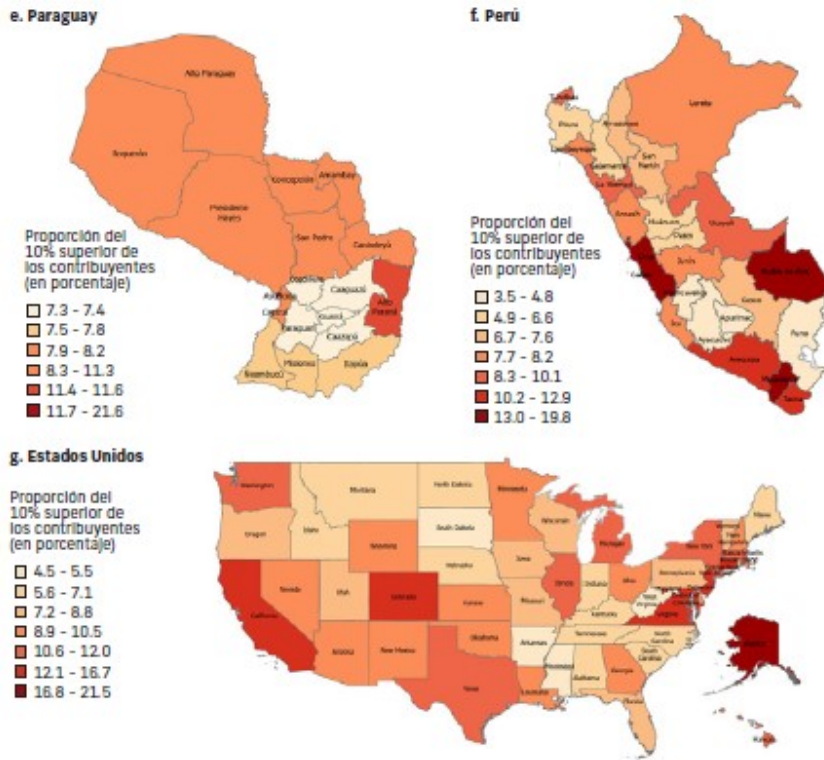 e. Paraguay
Alto Paraguay
Boquerón
Concepción
Amambay
Presidente Hayes
San Pedro
Canindeyú
Cordillera
Caaguazú
Asunción
Capital
Alto Paraná
Guairá
Paraguarí
Caazapá
Misiones
Itapúa
Ñeembucú
Proporción del
10% superior de
los contribuyentes
(en porcentaje)
7.3 - 7.4
7.5 - 7.8
7.9 - 8.2
8.3 - 11.3
11.4 - 11.6
11.7 - 21.6
f. Perú
Tumbes
Loreto
Piura
Amazonas
Lambayeque
Cajamarca
San Martín
La Libertad
Ancash
Huánuco
Pasco
Ucayali
Junín
Madre de Dios
Cusco
Huancavelica
Ica
Apurímac
Ayacucho
Puno
Arequipa
Moquegua
Tacna
Proporción del
10% superior de
los contribuyentes
(en porcentaje)
3.5 - 4.8
4.9 - 6.6
6.7 - 7.6
7.7 - 8.2
8.3 - 10.1
10.2 - 12.9
13.0 - 19.8
g. Estados Unidos
Proporción del
10% superior de
los contribuyentes
(en porcentaje)
4.5 - 5.5
5.6 - 7.1
7.2 - 8.8
8.9 - 10.5
10.6 - 12.0
12.1 - 16.7
16.8 - 21.5
Washington
Montana
North Dakota
Minnesota
Maine
Oregon
Idaho
South Dakota
Wisconsin
Michigan
Vermont
New York
Wyoming
Iowa
Nebraska
Pennsylvania
Nevada
Utah
Colorado
Kansas
Missouri
Illinois
Indiana
Ohio
West Virginia
Virginia
Kentucky
California
Arizona
New Mexico
Oklahoma
Arkansas
Tennessee
North Carolina
South Carolina
Texas
Louisiana
Mississippi
Alabama
Georgia
Florida
Alaska
Hawaii